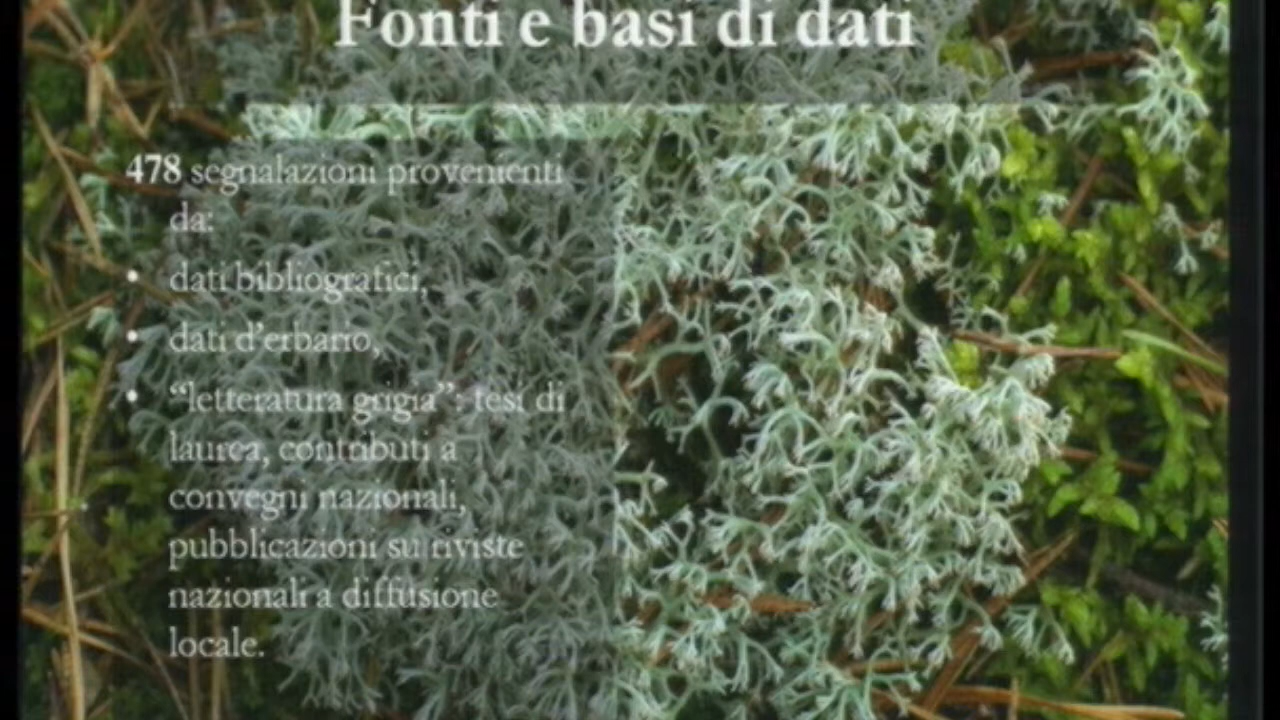 Fonti e basi di dati
478 segnalazioni provenienti
da:
• dati bibliografici,
• dati d’erbario,
• “letteratura grigia”: tesi di
laurea, contributi a
convegni nazionali,
pubblicazioni su riviste
nazionali a diffusione
locale.